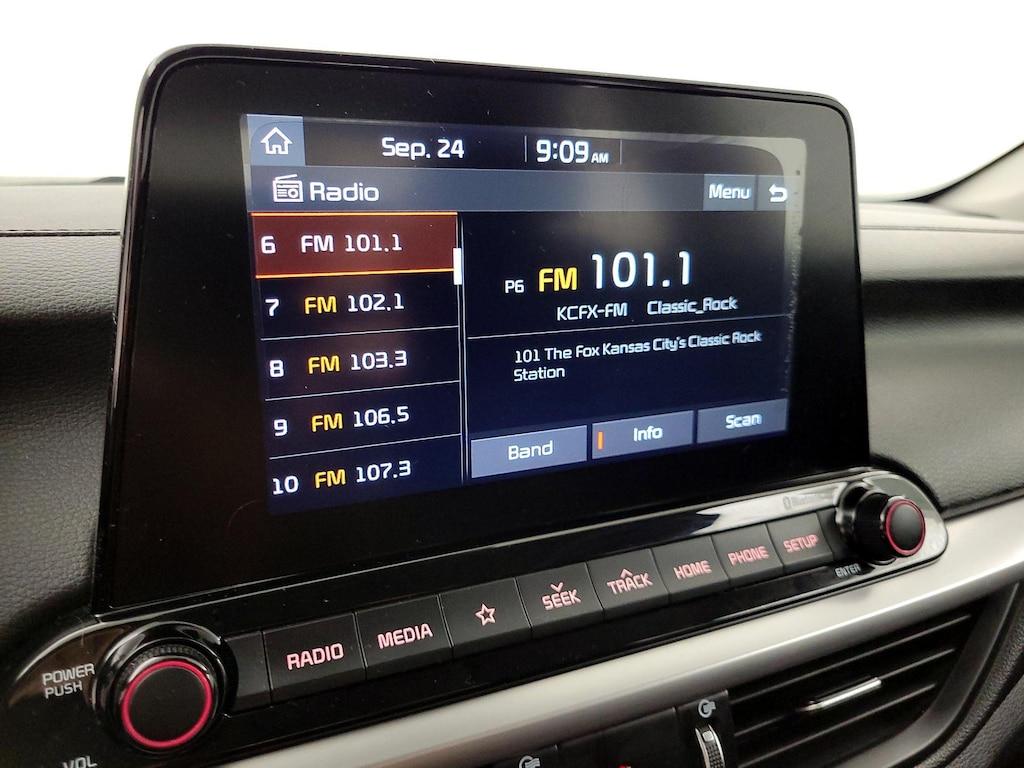 Sep. 24 9:09 AM
Radio Menu
6 FM 101.1
7 FM 102.1
8 FM 103.3
9 FM 106.5
10 FM 107.3
P6 FM 101.1
KCFX-FM Classic_Rock
101 The Fox Kansas City's Classic Rock
Station
Band Info Scan
RADIO MEDIA SEEK TRACK HOME PHONE SETUP
ENTER
POWER
PUSH
VOL